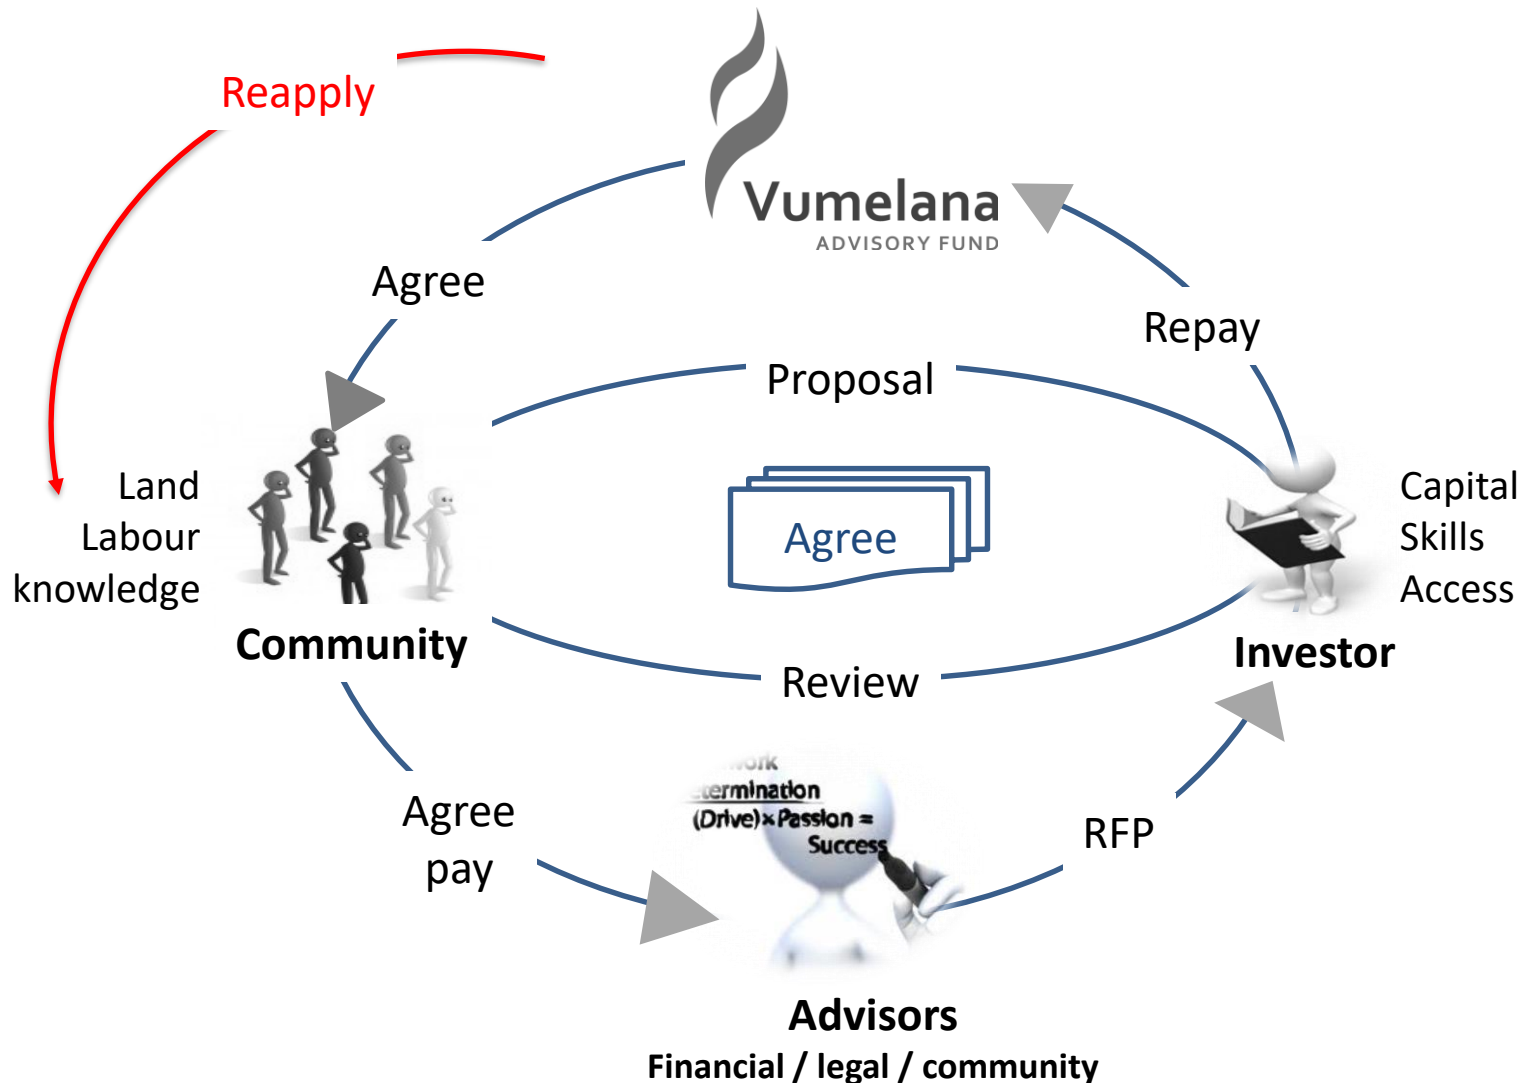 Reapply
Vumelana
ADVISORY FUND
Agree
Repay
Proposal
Land
Labour
knowledge
Agree
Capital
Skills
Access
Community
Investor
Review
Agree
pay
RFP
(Drive)×Passion =
Success
Advisors
Financial / legal / community